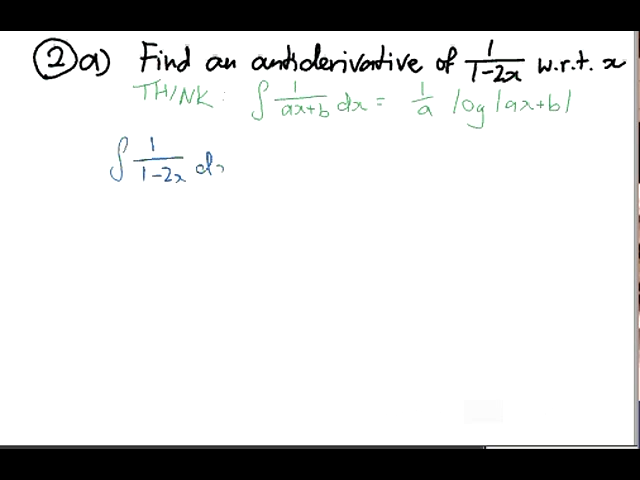 ② a) Find an antiderivative of 1/(1-2x) w.r.t. x
THINK: ∫ 1/(ax+b) dx = 1/a log |ax+b|
∫ 1/(1-2x) dx